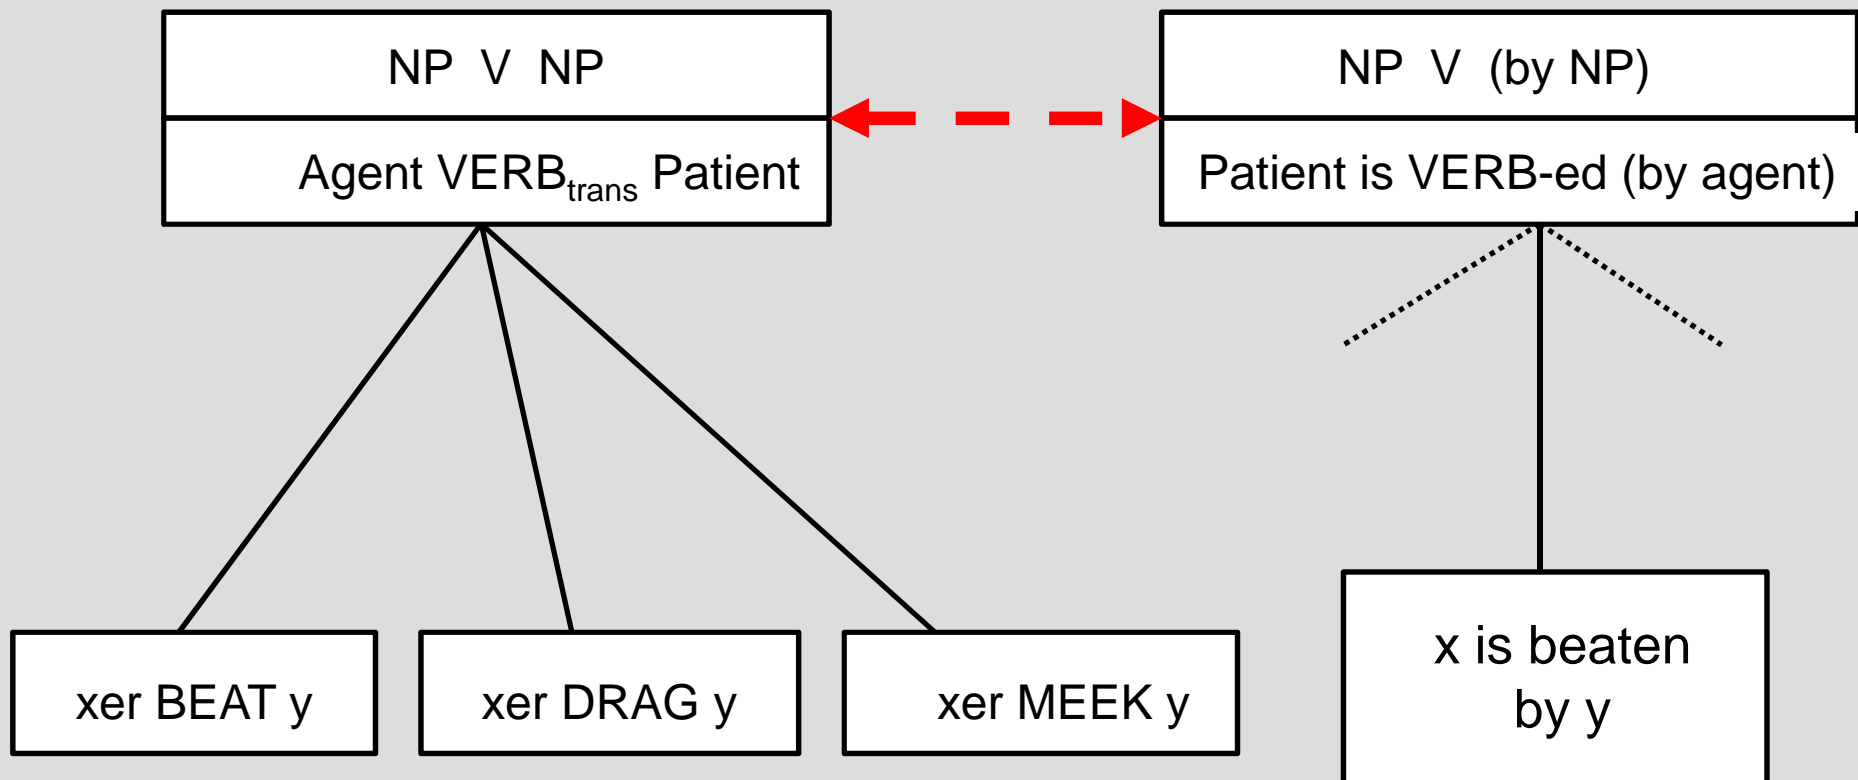 NP V NP
Agent VERB_trans Patient
NP V (by NP)
Patient is VERB-ed (by agent)
xer BEAT y
xer DRAG y
xer MEEK y
x is beaten
by y